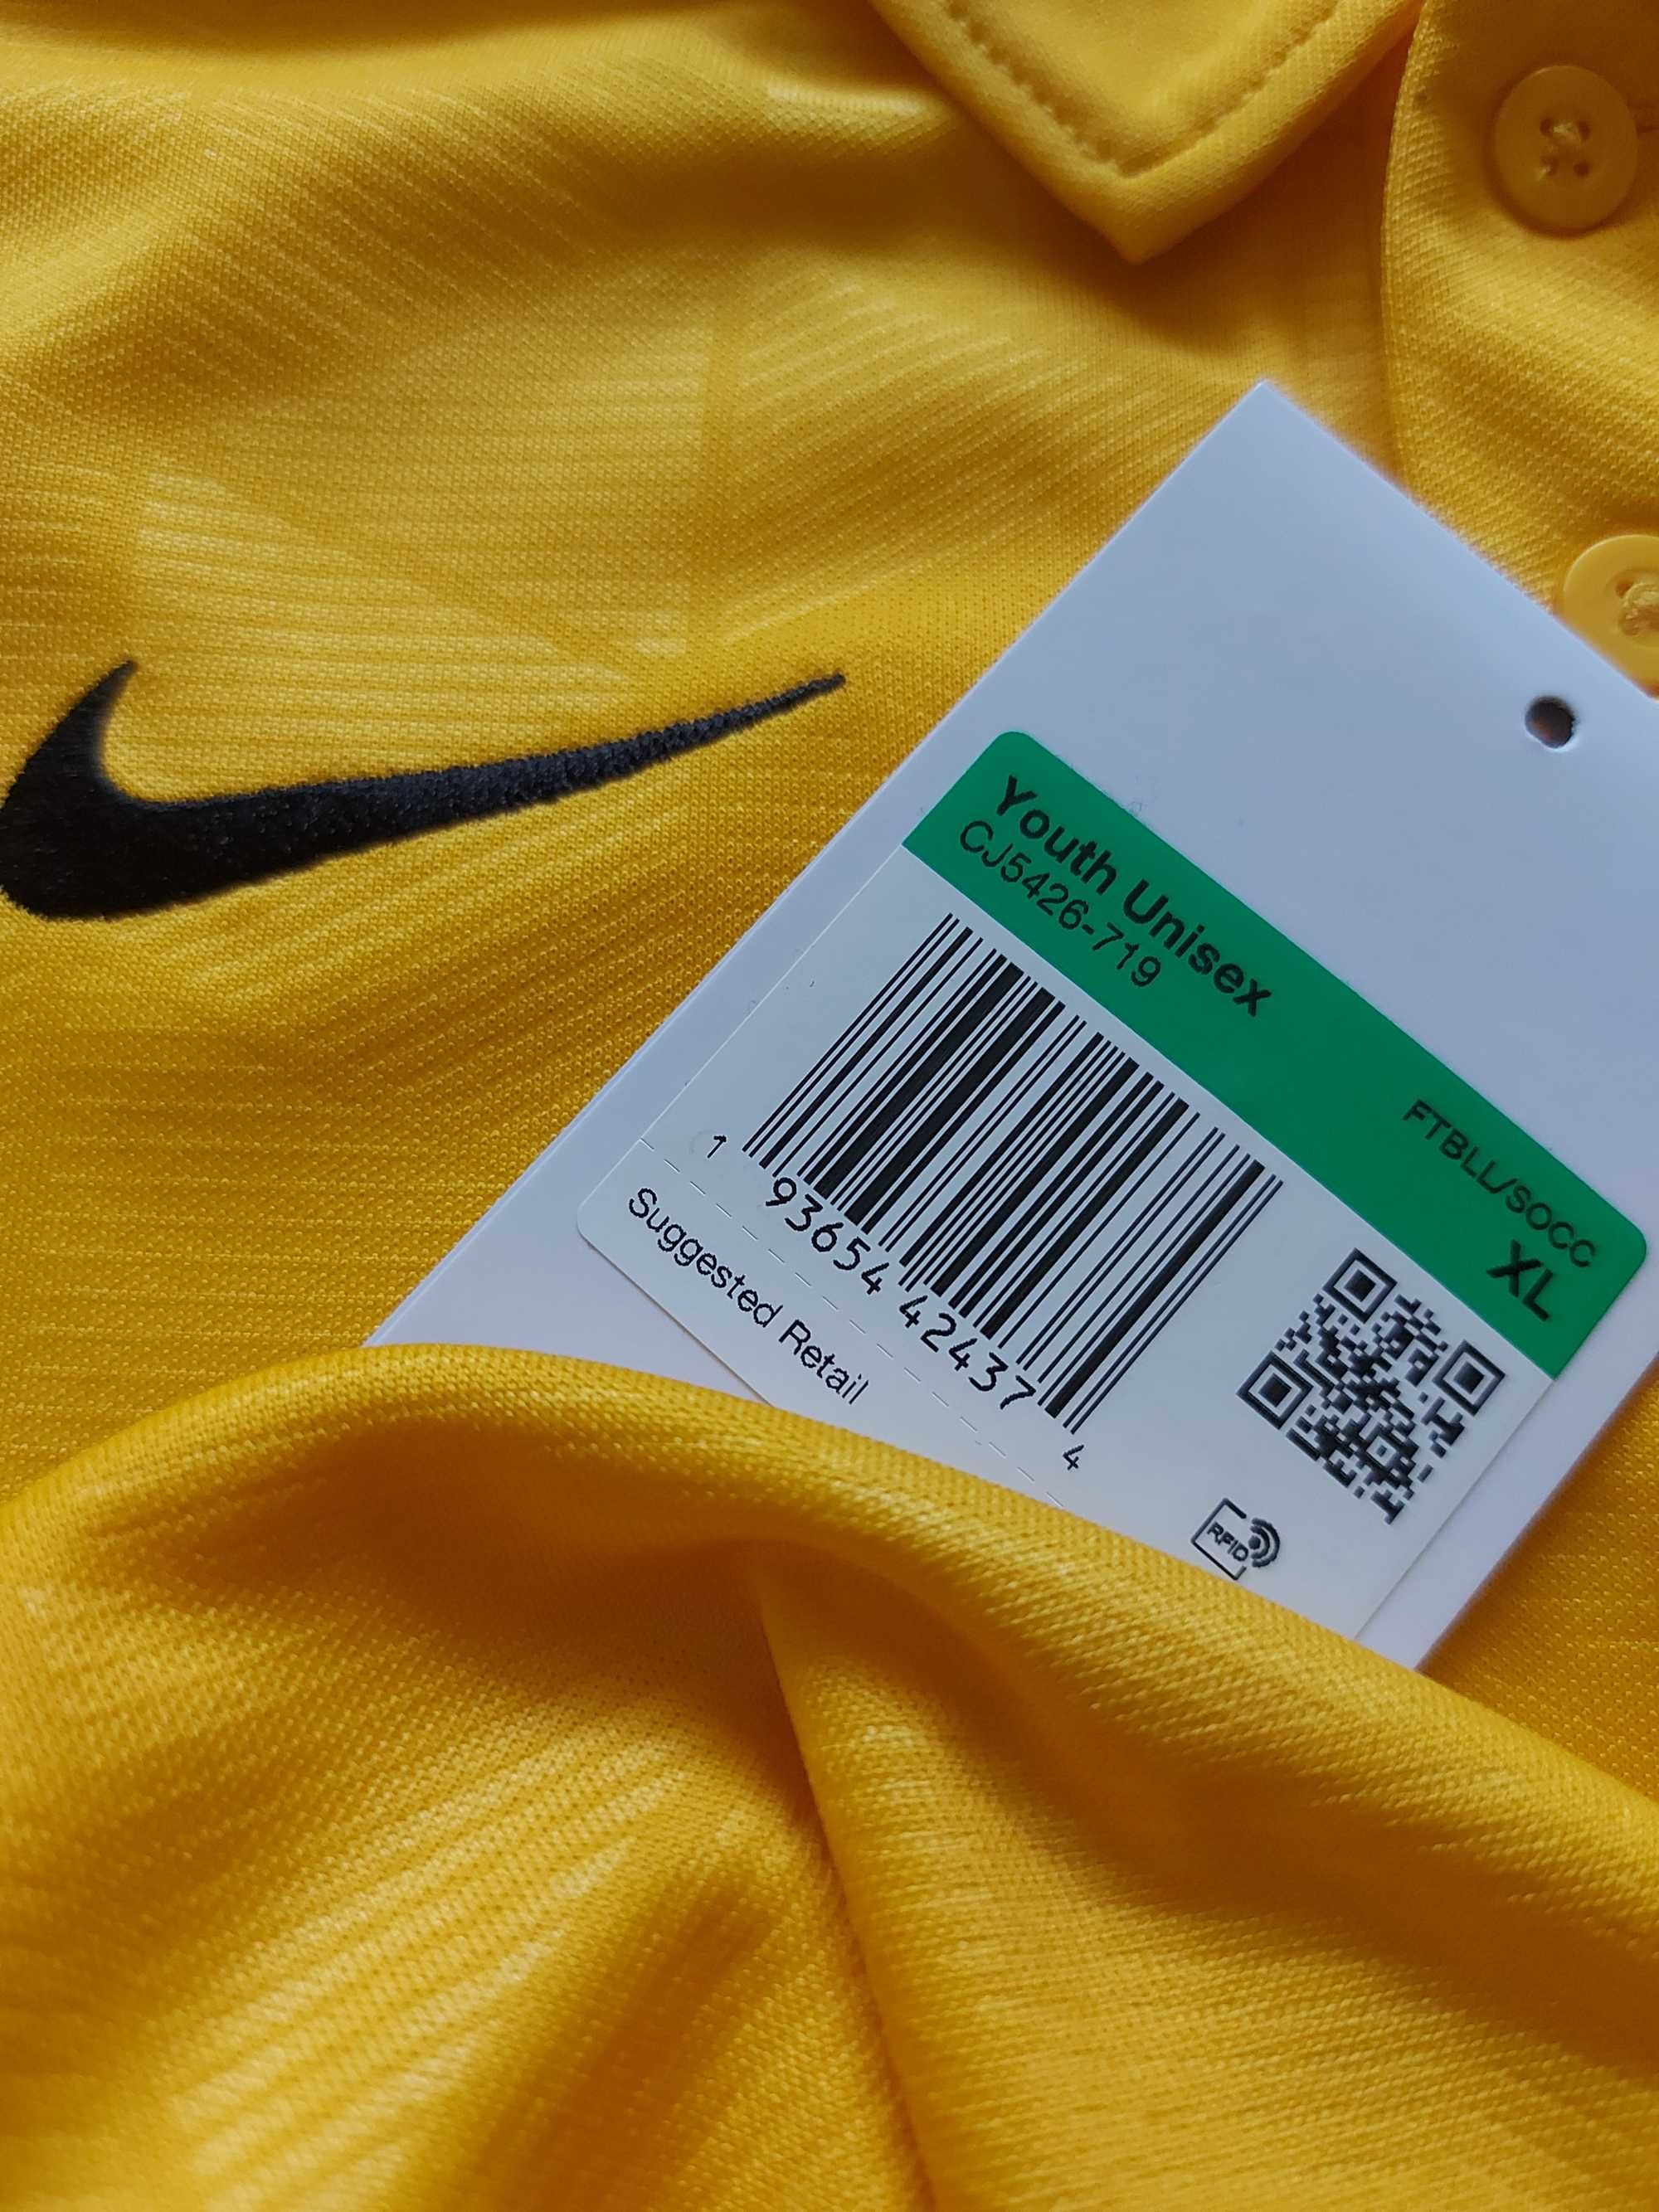 Youth Unisex
CJ5426-719
FTBLL/SOCC
XL
1 93654 42437 4
Suggested Retail
RFID